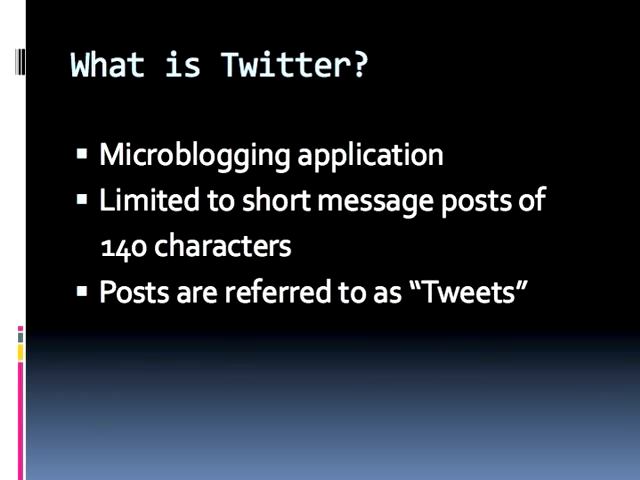 What is Twitter?
▪ Microblogging application
▪ Limited to short message posts of
140 characters
▪ Posts are referred to as “Tweets”